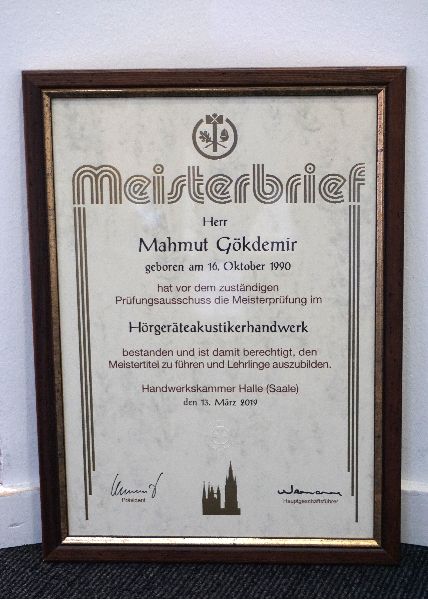 Meisterbrief
Herr
Mahmut Gökdemir
geboren am 16. Oktober 1990
hat vor dem zuständigen
Prüfungsausschuss die Meisterprüfung im
Hörgeräteakustikerhandwerk
bestanden und ist damit berechtigt, den
Meistertitel zu führen und Lehrlinge auszubilden.
Handwerkskammer Halle (Saale)
den 13. März 2019
Präsident
Hauptgeschäftsführer